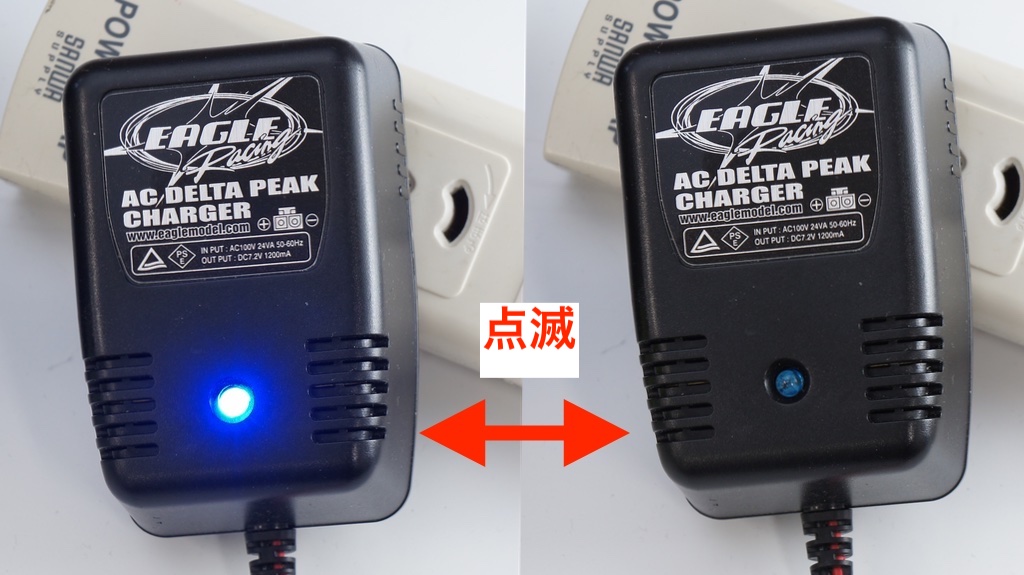 POW
SANWA
SUPPLY
EAGLE
Racing
AC/DELTA PEAK
CHARGER
www.eaglemodel.com
PS
E
IN PUT : AC100V 24VA 50-60Hz
OUT PUT : DC7.2V 1200mA
点滅
POW
SANWA
SUPPLY
EAGLE
Racing
AC/DELTA PEAK
CHARGER
www.eaglemodel.com
PS
E
IN PUT : AC100V 24VA 50-60Hz
OUT PUT : DC7.2V 1200mA